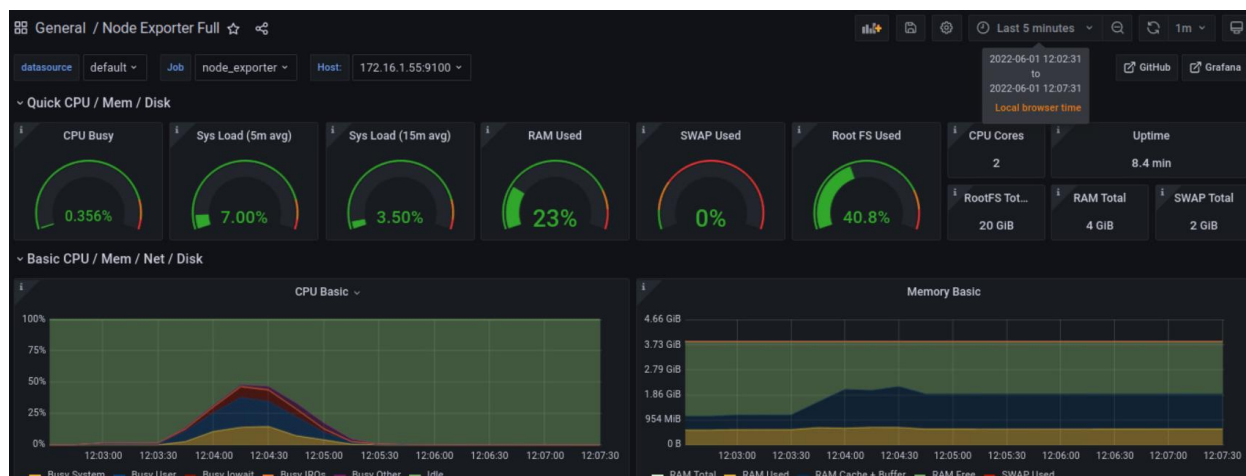 General / Node Exporter Full
Last 5 minutes
1m
2022-06-01 12:02:31
to
2022-06-01 12:07:31
Local browser time
datasource default Job node_exporter Host: 172.16.1.55:9100
GitHub Grafana
Quick CPU / Mem / Disk
CPU Busy
0.356%
Sys Load (5m avg)
7.00%
Sys Load (15m avg)
3.50%
RAM Used
23%
SWAP Used
0%
Root FS Used
40.8%
CPU Cores
2
Uptime
8.4 min
RootFS Tot...
20 GiB
RAM Total
4 GiB
SWAP Total
2 GiB
Basic CPU / Mem / Net / Disk
CPU Basic
100%
75%
50%
25%
0%
12:03:00 12:03:30 12:04:00 12:04:30 12:05:00 12:05:30 12:06:00 12:06:30 12:07:00 12:07:30
Busy System Busy User Busy Iowait Busy IRQs Busy Other Idle
Memory Basic
4.66 GiB
3.73 GiB
2.79 GiB
1.86 GiB
954 MiB
0 B
12:03:00 12:03:30 12:04:00 12:04:30 12:05:00 12:05:30 12:06:00 12:06:30 12:07:00 12:07:30
RAM Total RAM Used RAM Cache + Buffer RAM Free SWAP Used